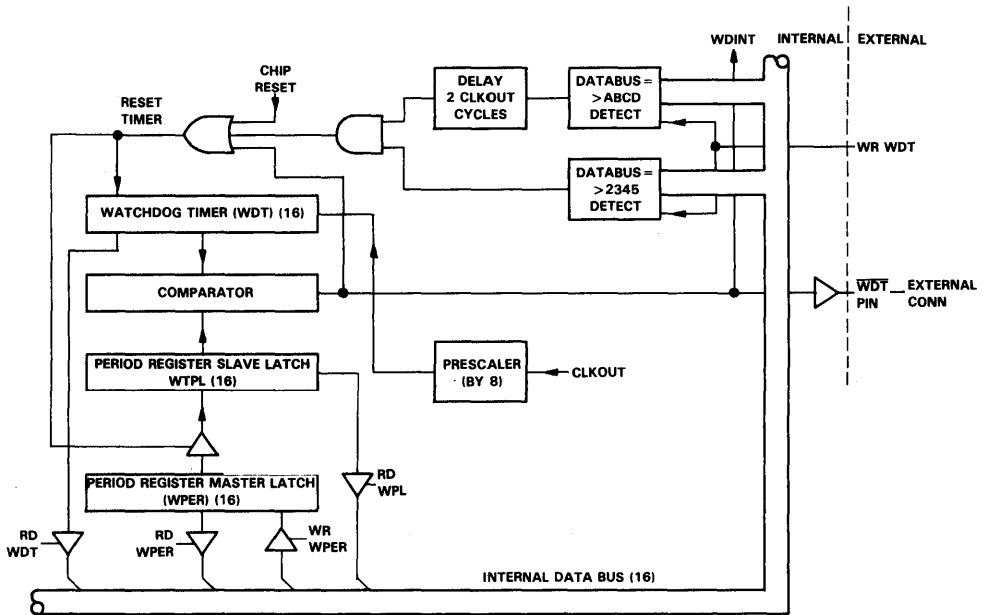 WDINT
INTERNAL
EXTERNAL
CHIP
RESET
DELAY
2 CLKOUT
CYCLES
DATABUS =
>ABCD
DETECT
RESET
TIMER
WR WDT
DATABUS =
>2345
DETECT
WATCHDOG TIMER (WDT) (16)
COMPARATOR
WDT
PIN
EXTERNAL
CONN
PERIOD REGISTER SLAVE LATCH
WTPL (16)
PRESCALER
(BY 8)
CLKOUT
PERIOD REGISTER MASTER LATCH
(WPER) (16)
RD
WPL
RD
WDT
RD
WPER
WR
WPER
INTERNAL DATA BUS (16)